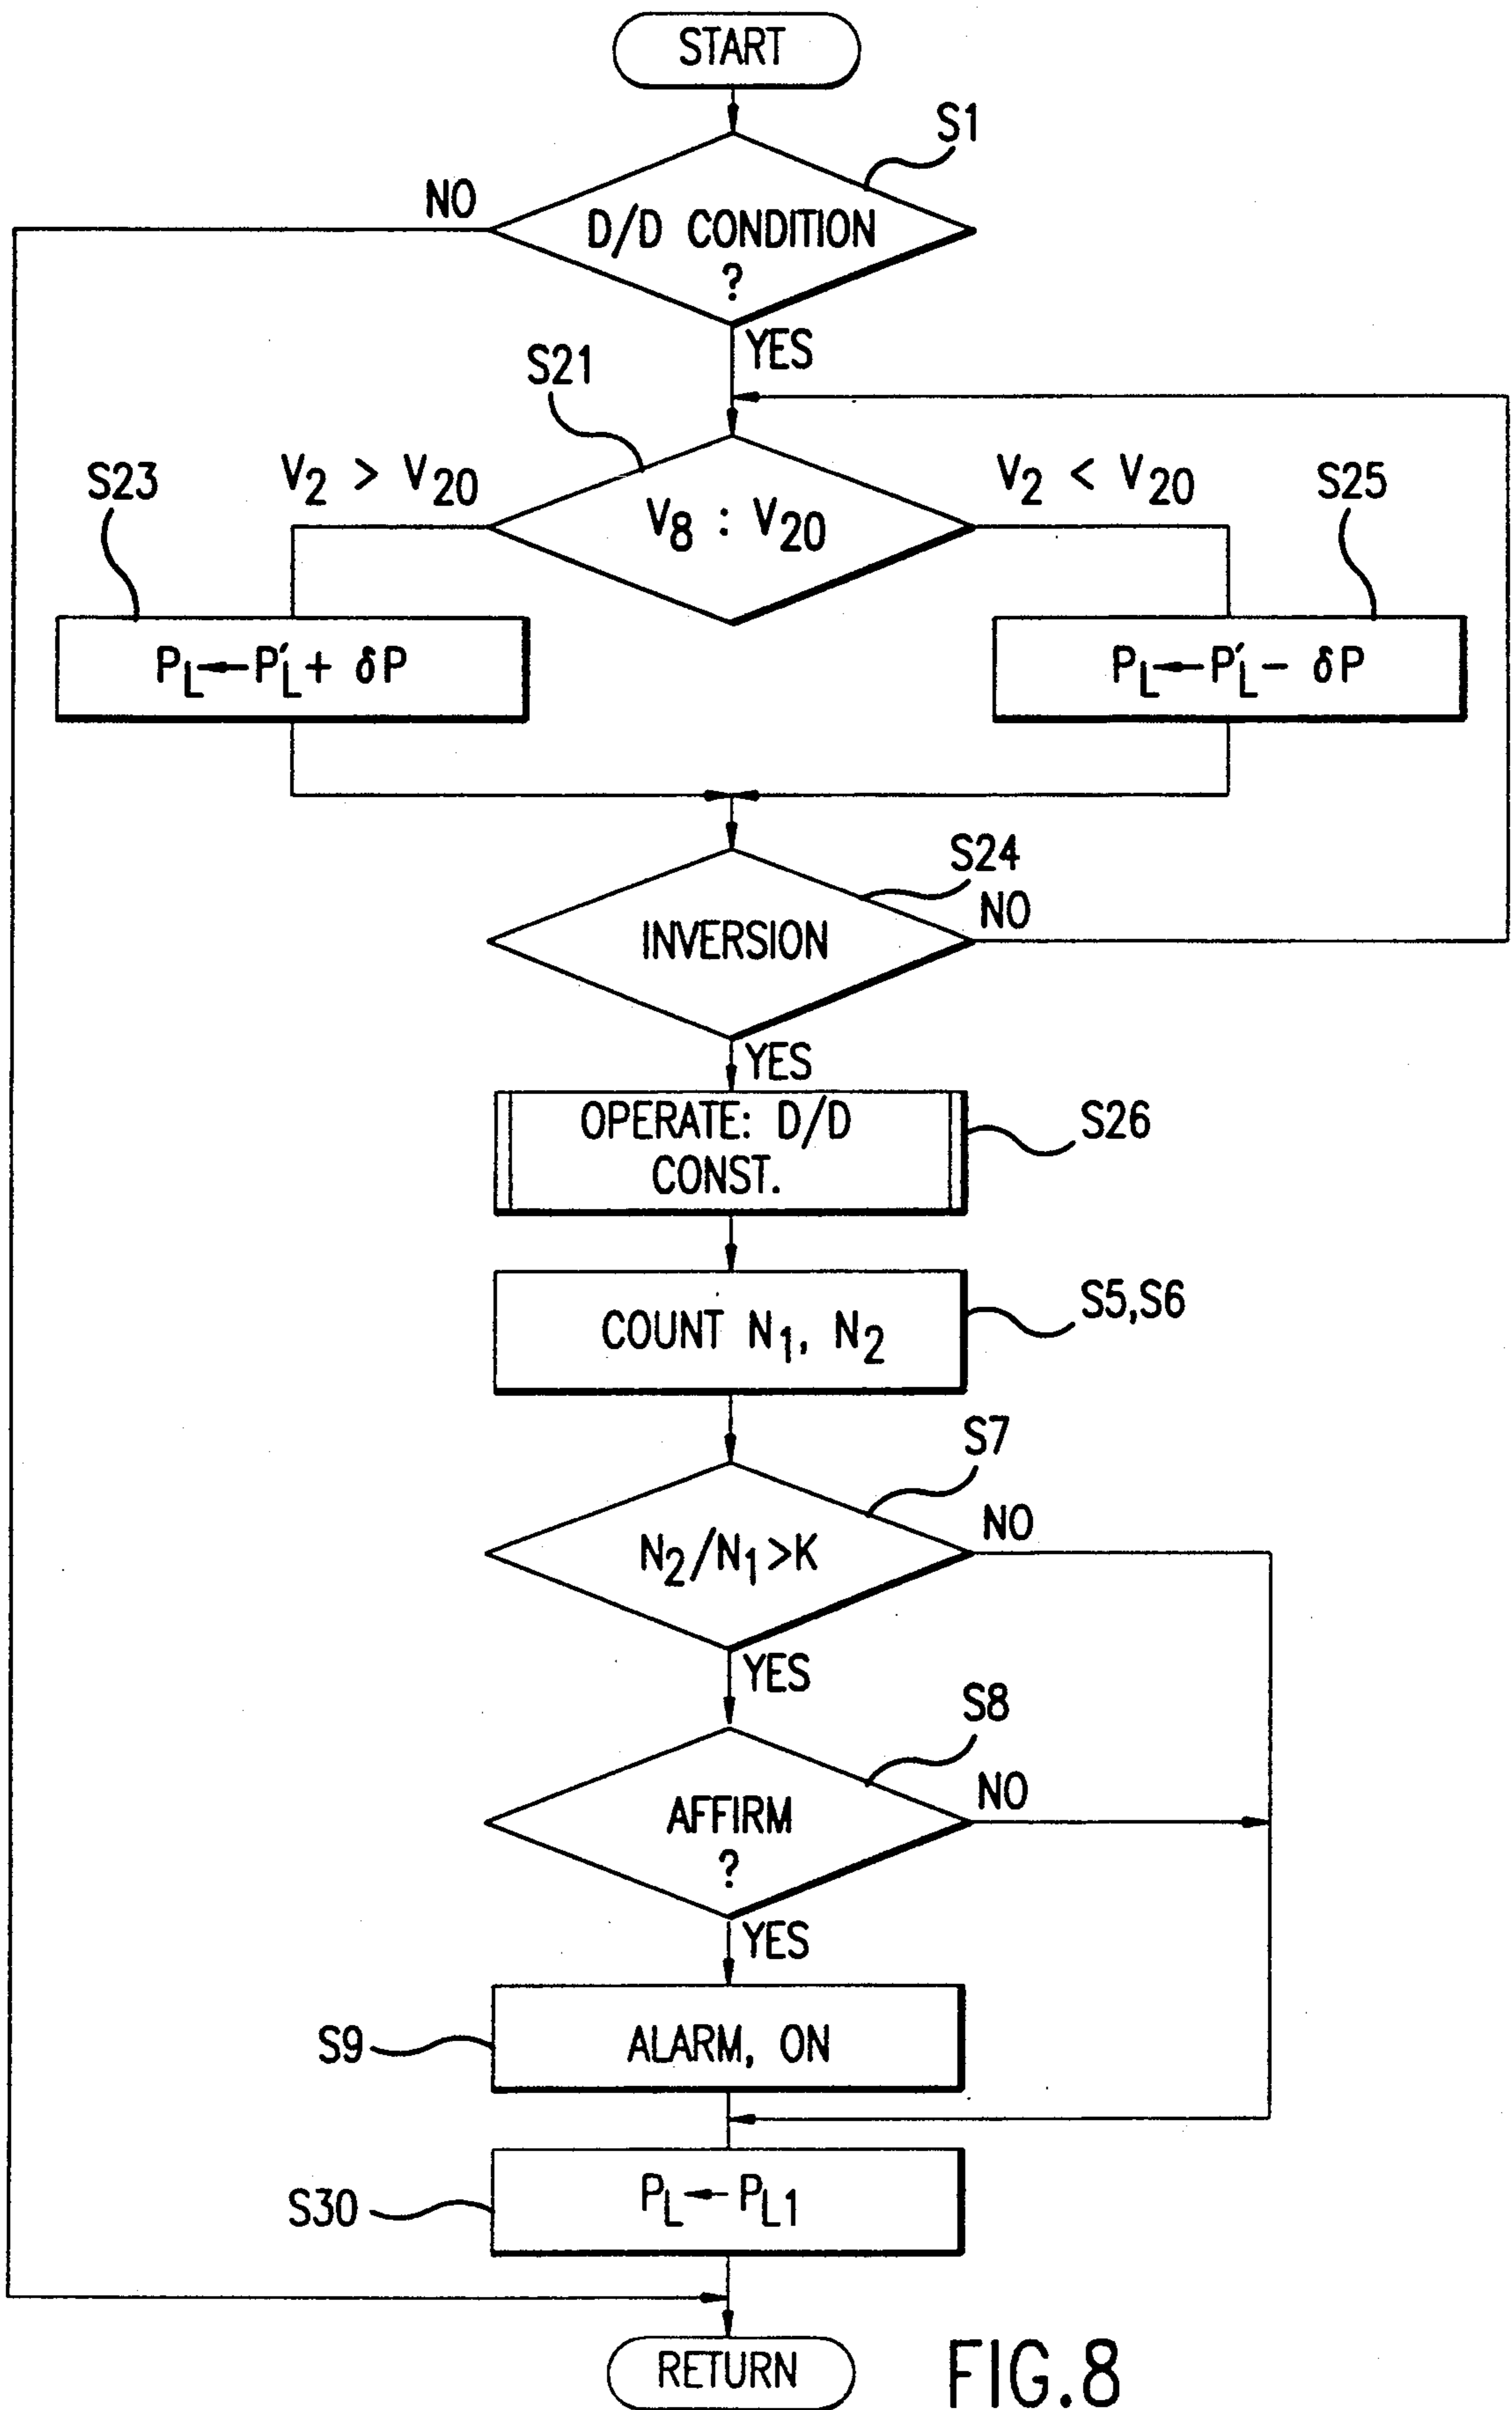 START
S1
NO
D/D CONDITION
?
YES
S21
S23
V2 > V20
V8 : V20
V2 < V20
S25
PL←P'L+ δP
PL←P'L− δP
S24
INVERSION
NO
YES
OPERATE: D/D
CONST.
S26
COUNT N1, N2
S5,S6
S7
N2/N1>K
NO
YES
S8
AFFIRM
?
NO
YES
S9
ALARM, ON
S30
PL←PL1
RETURN
FIG.8